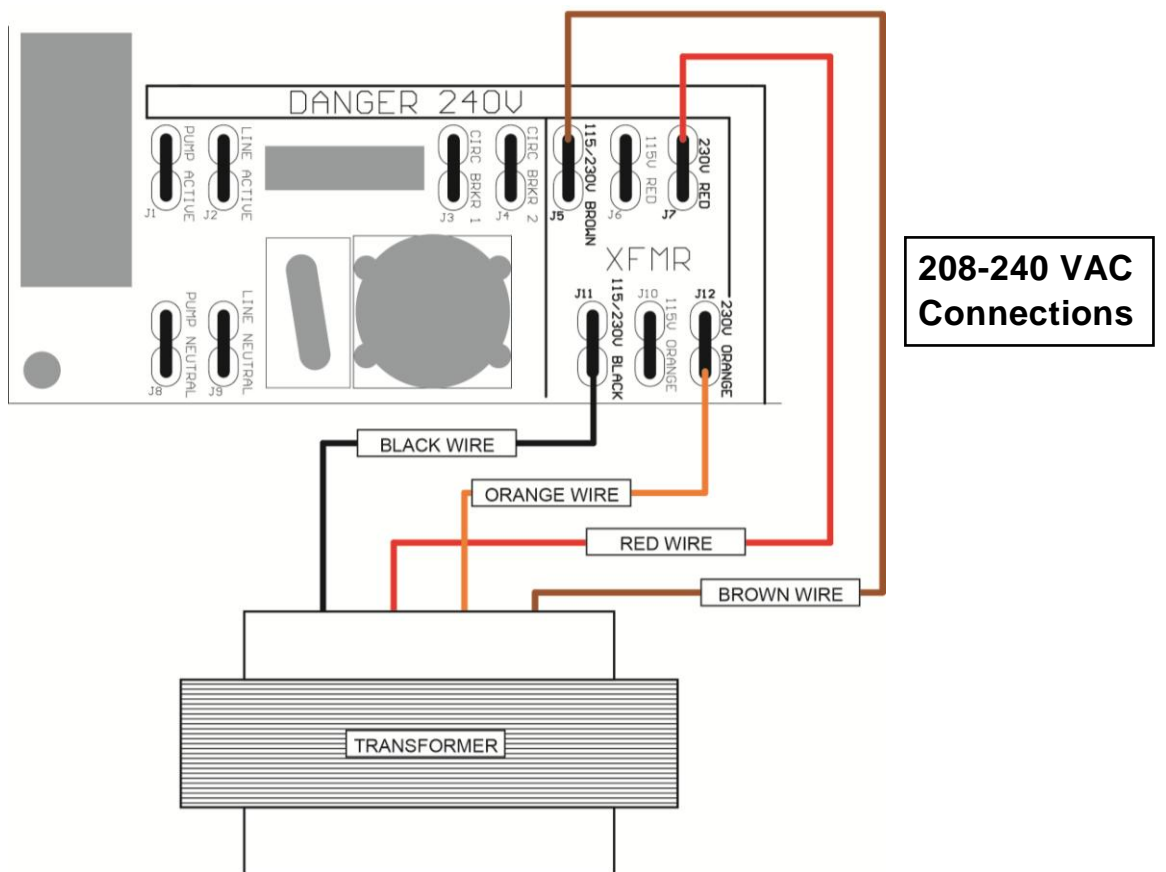 DANGER 240V
PUMP ACTIVE
J1
LINE ACTIVE
J2
CIRC BRKR 1
J3
CIRC BRKR 2
J4
115/230V BROWN
J5
115V RED
J6
230V RED
J7
XFMR
PUMP NEUTRAL
J8
LINE NEUTRAL
J9
J11
115/230V BLACK
J10
115V ORANGE
J12
230V ORANGE
208-240 VAC
Connections
BLACK WIRE
ORANGE WIRE
RED WIRE
BROWN WIRE
TRANSFORMER